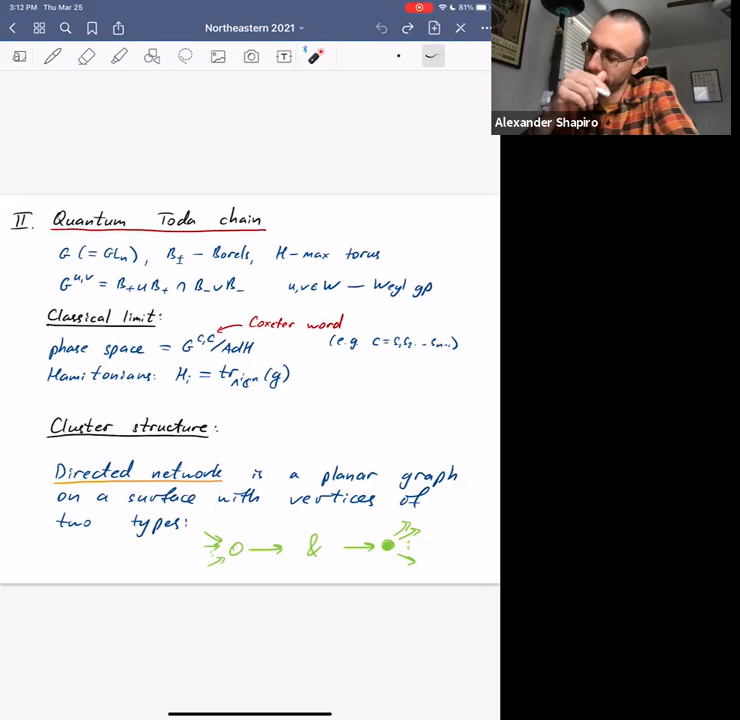 3:12 PM Thu Mar 25
81%
Northeastern 2021
Alexander Shapiro
II. Quantum Toda chain
G (= GLn), B± – Borels, H – max torus
G^{u,v} = B₊uB₊ ∩ B₋vB₋ u,v ∈ W — Weyl gp
Classical limit:
Coxeter word
phase space = G^{c,c}/AdH (e.g. c = s₁s₂...sₙ₋₁)
Hamitonians: Hᵢ =
Cluster structure:
Directed network is a planar graph
on a surface with vertices of
two types:
&